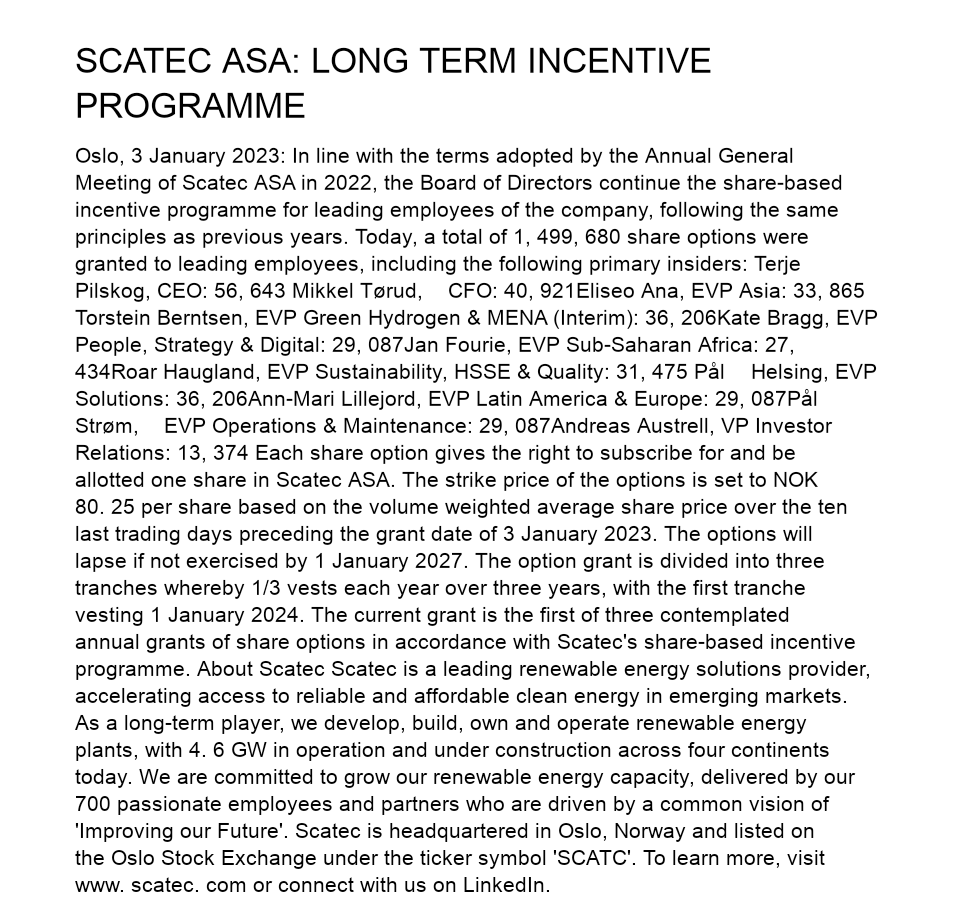 SCATEC ASA: LONG TERM INCENTIVE
PROGRAMME
Oslo, 3 January 2023: In line with the terms adopted by the Annual General
Meeting of Scatec ASA in 2022, the Board of Directors continue the share-based
incentive programme for leading employees of the company, following the same
principles as previous years. Today, a total of 1, 499, 680 share options were
granted to leading employees, including the following primary insiders: Terje
Pilskog, CEO: 56, 643 Mikkel Tørud,    CFO: 40, 921Eliseo Ana, EVP Asia: 33, 865
Torstein Berntsen, EVP Green Hydrogen & MENA (Interim): 36, 206Kate Bragg, EVP
People, Strategy & Digital: 29, 087Jan Fourie, EVP Sub-Saharan Africa: 27,
434Roar Haugland, EVP Sustainability, HSSE & Quality: 31, 475 Pål    Helsing, EVP
Solutions: 36, 206Ann-Mari Lillejord, EVP Latin America & Europe: 29, 087Pål
Strøm,    EVP Operations & Maintenance: 29, 087Andreas Austrell, VP Investor
Relations: 13, 374 Each share option gives the right to subscribe for and be
allotted one share in Scatec ASA. The strike price of the options is set to NOK
80. 25 per share based on the volume weighted average share price over the ten
last trading days preceding the grant date of 3 January 2023. The options will
lapse if not exercised by 1 January 2027. The option grant is divided into three
tranches whereby 1/3 vests each year over three years, with the first tranche
vesting 1 January 2024. The current grant is the first of three contemplated
annual grants of share options in accordance with Scatec's share-based incentive
programme. About Scatec Scatec is a leading renewable energy solutions provider,
accelerating access to reliable and affordable clean energy in emerging markets.
As a long-term player, we develop, build, own and operate renewable energy
plants, with 4. 6 GW in operation and under construction across four continents
today. We are committed to grow our renewable energy capacity, delivered by our
700 passionate employees and partners who are driven by a common vision of
'Improving our Future'. Scatec is headquartered in Oslo, Norway and listed on
the Oslo Stock Exchange under the ticker symbol 'SCATC'. To learn more, visit
www. scatec. com or connect with us on LinkedIn.